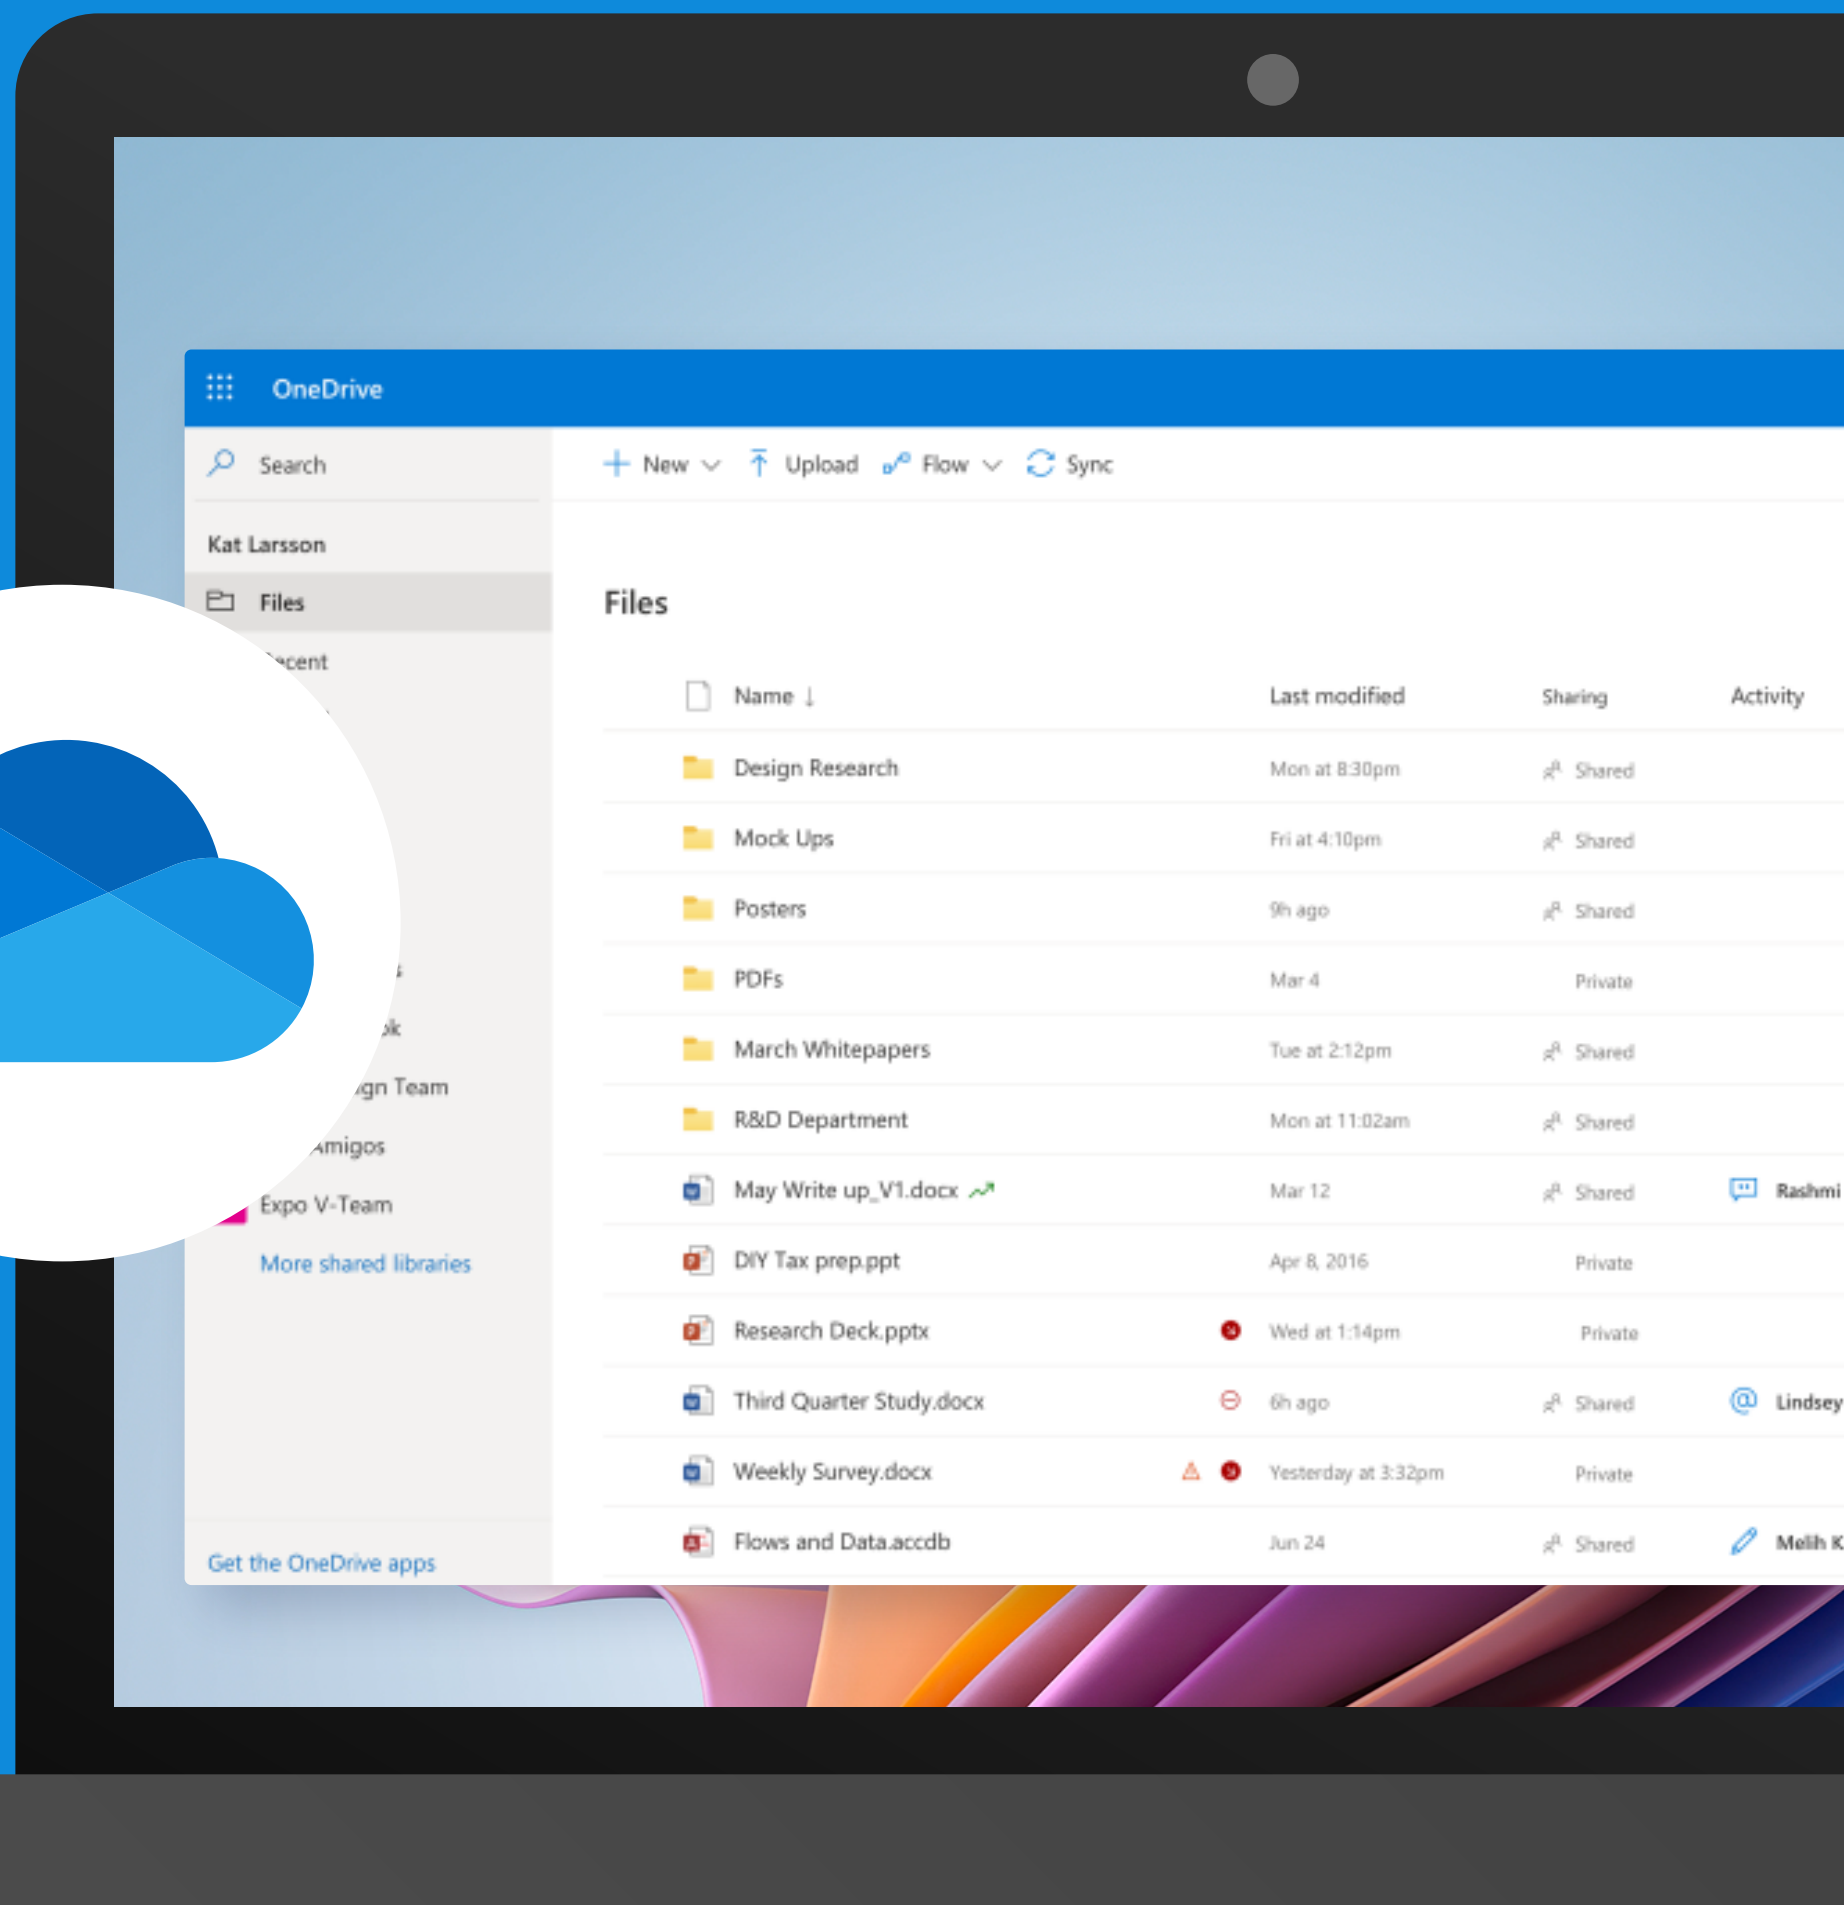 OneDrive
Search
New Upload Flow Sync
Kat Larsson
Files
Files
Name Last modified Sharing Activity
Design Research Mon at 8:30pm Shared
Mock Ups Fri at 4:10pm Shared
Posters 9h ago Shared
PDFs Mar 4 Private
March Whitepapers Tue at 2:12pm Shared
R&D Department Mon at 11:02am Shared
May Write up_V1.docx Mar 12 Shared Rashmi
DIY Tax prep.ppt Apr 8, 2016 Private
Research Deck.pptx Wed at 1:14pm Private
Third Quarter Study.docx 6h ago Shared Lindsey
Weekly Survey.docx Yesterday at 3:32pm Private
Flows and Data.accdb Jun 24 Shared Melih
Team
Amigos
Expo V-Team
More shared libraries
Get the OneDrive apps